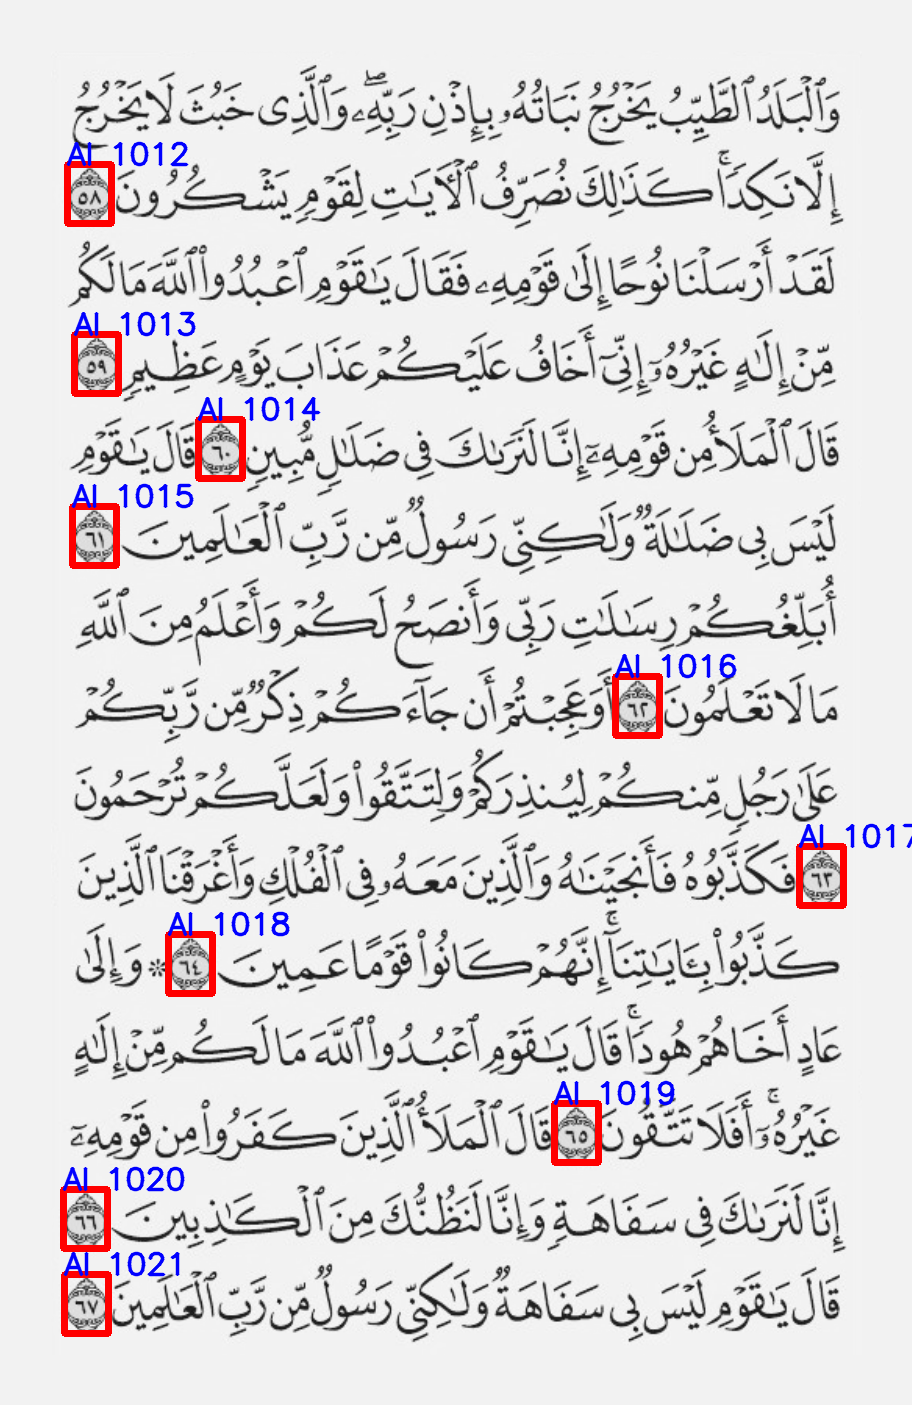 وَٱلْبَلَدُ ٱلطَّيِّبُ يَخْرُجُ نَبَاتُهُۥ بِإِذْنِ رَبِّهِۦۖ وَٱلَّذِى خَبُثَ لَا يَخْرُجُ
AI 1012
إِلَّا نَكِدًاۚ كَذَٰلِكَ نُصَرِّفُ ٱلْـَٔايَٰتِ لِقَوْمٍ يَشْكُرُونَ ٥٨
لَقَدْ أَرْسَلْنَا نُوحًا إِلَىٰ قَوْمِهِۦ فَقَالَ يَٰقَوْمِ ٱعْبُدُوا۟ ٱللَّهَ مَا لَكُم
AI 1013
مِّنْ إِلَٰهٍ غَيْرُهُۥٓ إِنِّىٓ أَخَافُ عَلَيْكُمْ عَذَابَ يَوْمٍ عَظِيمٍ ٥٩
AI 1014
قَالَ ٱلْمَلَأُ مِن قَوْمِهِۦٓ إِنَّا لَنَرَىٰكَ فِى ضَلَٰلٍ مُّبِينٍ ٦٠ قَالَ يَٰقَوْمِ
AI 1015
لَيْسَ بِى ضَلَٰلَةٌ وَلَٰكِنِّى رَسُولٌ مِّن رَّبِّ ٱلْعَٰلَمِينَ ٦١
أُبَلِّغُكُمْ رِسَٰلَٰتِ رَبِّى وَأَنصَحُ لَكُمْ وَأَعْلَمُ مِنَ ٱللَّهِ
AI 1016
مَا لَا تَعْلَمُونَ ٦٢ أَوَعَجِبْتُمْ أَن جَآءَكُمْ ذِكْرٌ مِّن رَّبِّكُمْ
عَلَىٰ رَجُلٍ مِّنكُمْ لِيُنذِرَكُمْ وَلِتَتَّقُوا۟ وَلَعَلَّكُمْ تُرْحَمُونَ
AI 1017
٦٣ فَكَذَّبُوهُ فَأَنجَيْنَٰهُ وَٱلَّذِينَ مَعَهُۥ فِى ٱلْفُلْكِ وَأَغْرَقْنَا ٱلَّذِينَ
AI 1018
كَذَّبُوا۟ بِـَٔايَٰتِنَآۚ إِنَّهُمْ كَانُوا۟ قَوْمًا عَمِينَ ٦٤ ۞ وَإِلَىٰ
عَادٍ أَخَاهُمْ هُودًاۚ قَالَ يَٰقَوْمِ ٱعْبُدُوا۟ ٱللَّهَ مَا لَكُم مِّنْ إِلَٰهٍ
AI 1019
غَيْرُهُۥٓۚ أَفَلَا تَتَّقُونَ ٦٥ قَالَ ٱلْمَلَأُ ٱلَّذِينَ كَفَرُوا۟ مِن قَوْمِهِۦٓ
AI 1020
إِنَّا لَنَرَىٰكَ فِى سَفَاهَةٍ وَإِنَّا لَنَظُنُّكَ مِنَ ٱلْكَٰذِبِينَ ٦٦
AI 1021
قَالَ يَٰقَوْمِ لَيْسَ بِى سَفَاهَةٌ وَلَٰكِنِّى رَسُولٌ مِّن رَّبِّ ٱلْعَٰلَمِينَ ٦٧